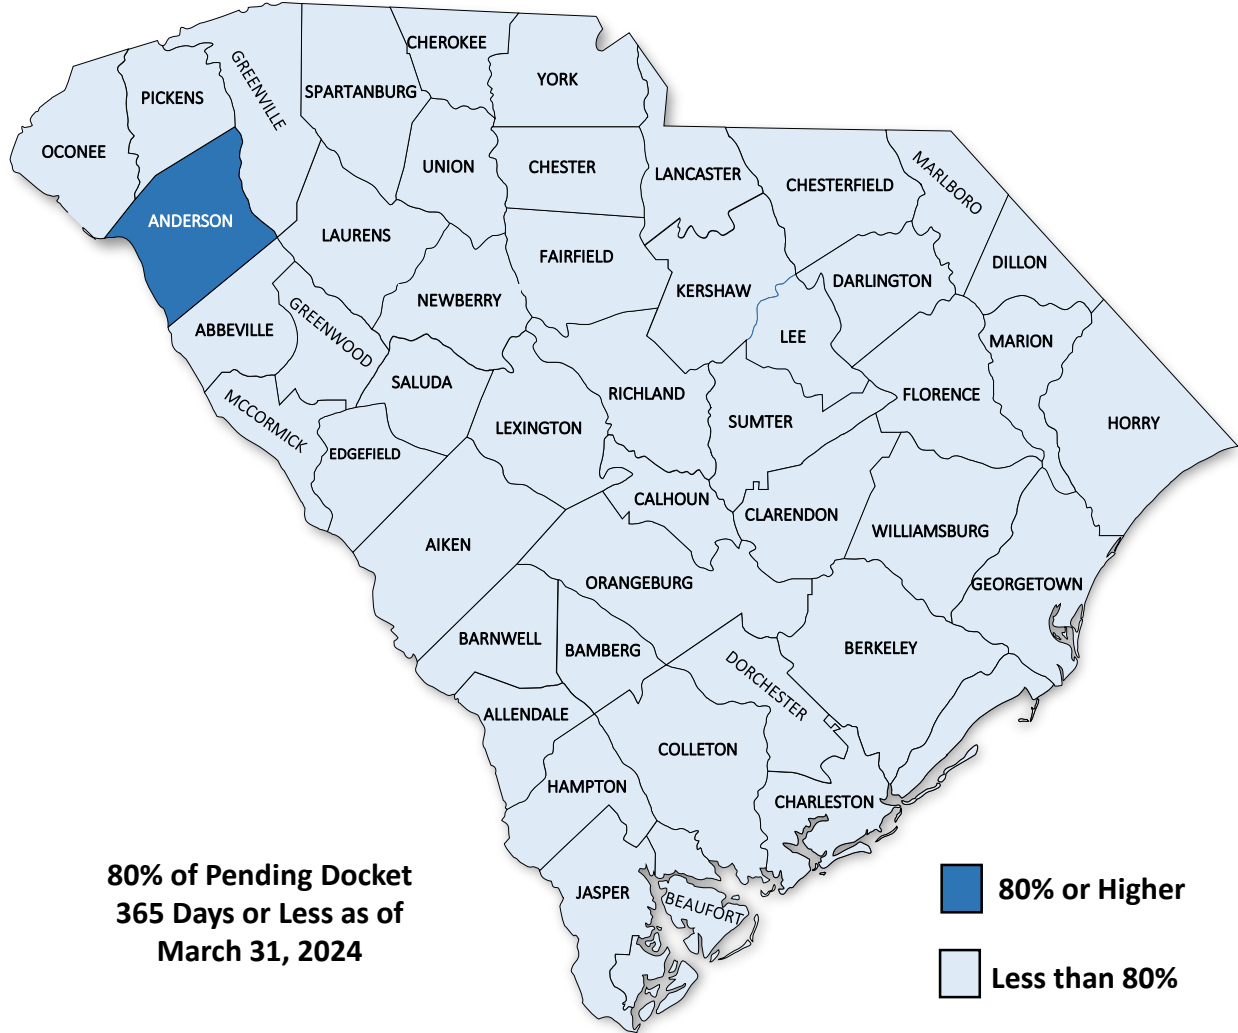 CHEROKEE
YORK
GREENVILLE
SPARTANBURG
PICKENS
OCONEE
UNION
CHESTER
LANCASTER
CHESTERFIELD
MARLBORO
ANDERSON
LAURENS
FAIRFIELD
DILLON
KERSHAW
DARLINGTON
NEWBERRY
ABBEVILLE
GREENWOOD
LEE
MARION
SALUDA
RICHLAND
FLORENCE
MCCORMICK
SUMTER
HORRY
LEXINGTON
EDGEFIELD
CALHOUN
CLARENDON
WILLIAMSBURG
AIKEN
ORANGEBURG
GEORGETOWN
BARNWELL
BAMBERG
BERKELEY
DORCHESTER
ALLENDALE
COLLETON
HAMPTON
CHARLESTON
JASPER
BEAUFORT
80% of Pending Docket
365 Days or Less as of
March 31, 2024
80% or Higher
Less than 80%